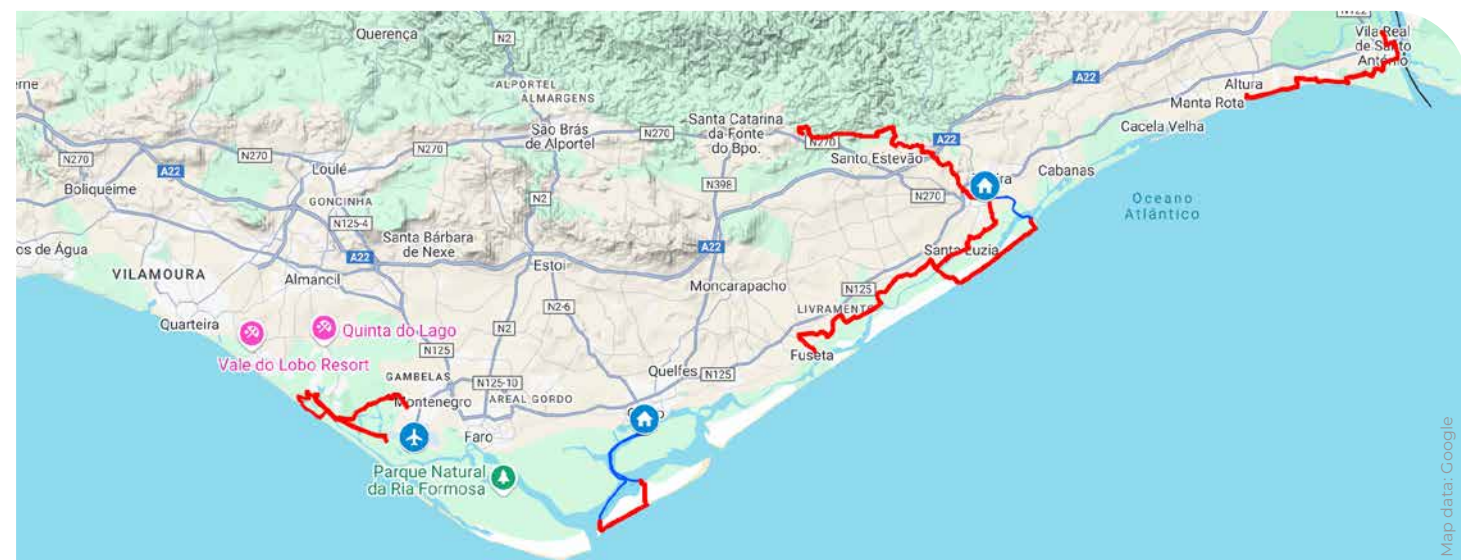 Querença
N2
N122
Vila Real
de Santo
António
A22
Altura
Manta Rota
Cacela Velha
ALPORTEL
ALMARGENS
São Brás
de Alportel
N270
Santa Catarina
da Fonte
do Bpo.
N270
Santo Estevão
A22
Cabanas
N270
N270
N270
A22
Loulé
Boliqueime
N398
N2
N270
Oceano
Atlântico
GONCINHA
N125-4
Santa Bárbara
de Nexe
A22
A22
Santa Luzia
os de Água
VILAMOURA
Almancil
Estoi
Moncarapacho
N125
N2-6
LIVRAMENTO
Quarteira
Quinta do Lago
N2
Vale do Lobo Resort
N125
Fuseta
Quelfes
N125
GAMBELAS
N125-10
AREAL GORDO
Montenegro
Faro
Parque Natural
da Ria Formosa
Map data: Google